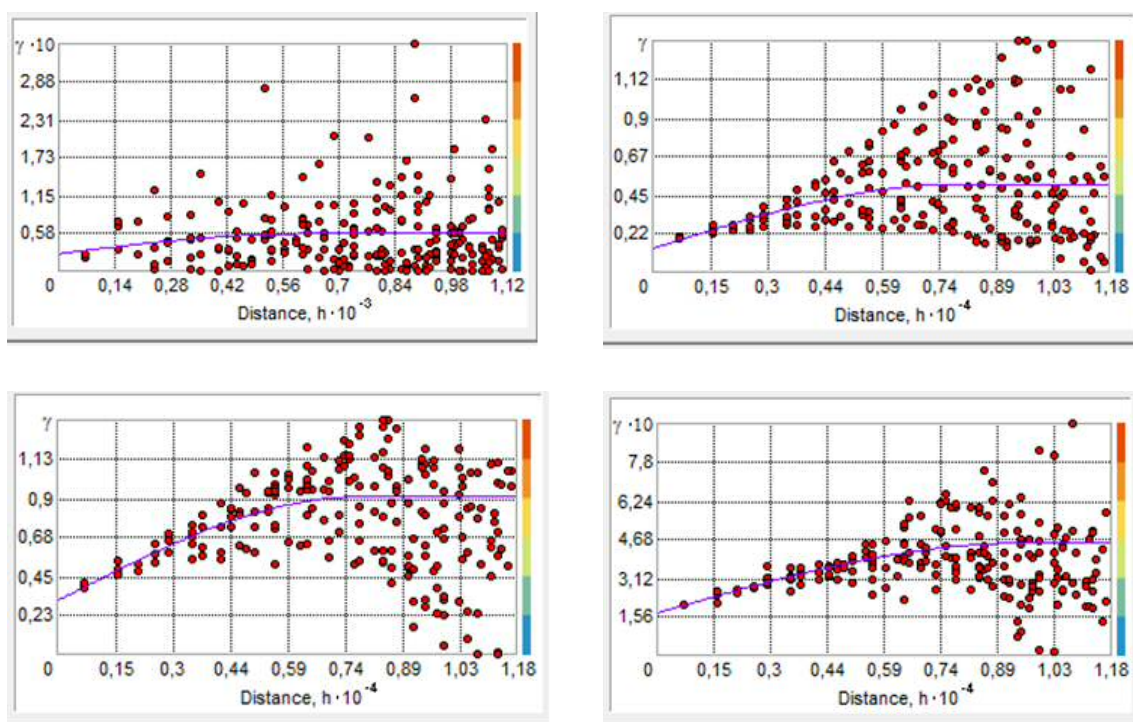 γ ·10
2,88
2,31
1,73
1,15
0,58
0 0,14 0,28 0,42 0,56 0,7 0,84 0,98 1,12
Distance, h · 10⁻³
γ
1,12
0,9
0,67
0,45
0,22
0 0,15 0,3 0,44 0,59 0,74 0,89 1,03 1,18
Distance, h · 10⁻⁴
γ
1,13
0,9
0,68
0,45
0,23
0 0,15 0,3 0,44 0,59 0,74 0,89 1,03 1,18
Distance, h · 10⁻⁴
γ ·10
7,8
6,24
4,68
3,12
1,56
0 0,15 0,3 0,44 0,59 0,74 0,89 1,03 1,18
Distance, h · 10⁻⁴